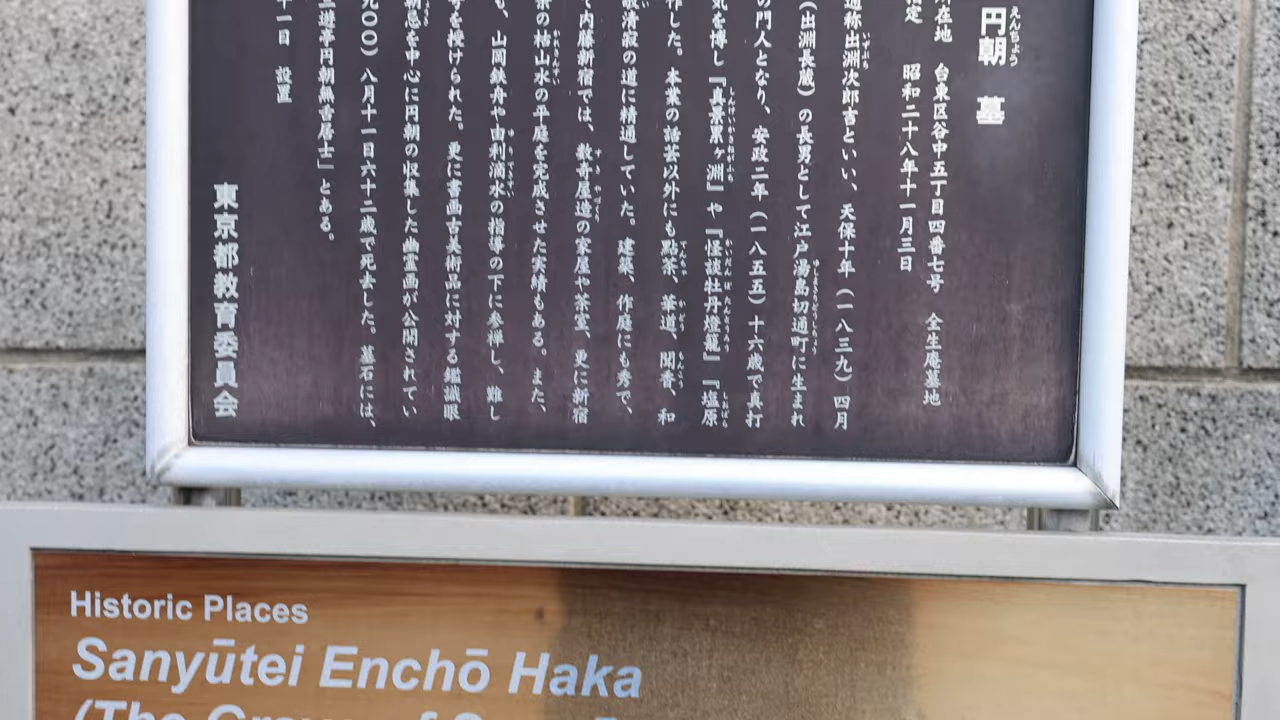 円朝 墓
所在地 台東区谷中五丁目四番七号 全生庵墓地
指定 昭和二十八年十一月三日
通称出淵次郎吉といい、天保十年(一八三九)四月
(出淵長蔵)の長男として江戸湯島切通町に生まれ
の門人となり、安政二年(一八五五)十六歳で真打
気を博し『真景累ヶ淵』や『怪談牡丹燈籠』『塩原
作した。本業の話芸以外にも點茶、華道、聞香、和
敬清寂の道に精通していた。建築、作庭にも秀で、
て内藤新宿では、数奇屋造の家屋や茶室、更に新宿
奈の枯山水の平庭を完成させた実績もある。また、
も、山岡鉄舟や由利滴水の指導の下に参禅し、難し
号を授けられた。更に書画古美術品に対する鑑識眼
朝忌を中心に円朝の収集した幽霊画が公開されてい
九〇〇)八月十一日六十二歳で死去した。墓石には、
三遊亭円朝無舌居士」とある。
十一日 設置
東京都教育委員会
Historic Places
Sanyūtei Enchō Haka